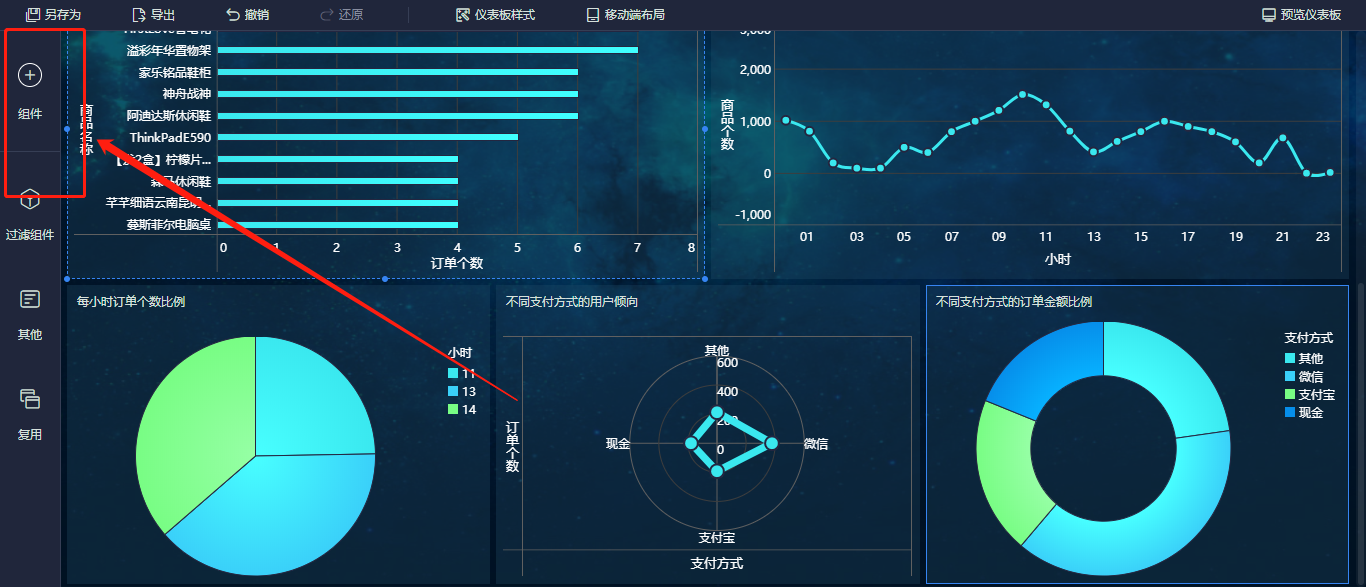 另存为
导出
撤销
还原
仪表板样式
移动端布局
预览仪表板
组件
过滤组件
其他
复用
溢彩年华置物架
家乐铭品鞋柜
神舟战神
阿迪达斯休闲鞋
ThinkPadE590
柠檬片...
休闲鞋
芊芊细语云南昆明...
蔓斯菲尔电脑桌
商品名称
0 1 2 3 4 5 6 7 8
订单个数
3,000
2,000
1,000
0
-1,000
商品个数
01 03 05 07 09 11 13 15 17 19 21 23
小时
每小时订单个数比例
小时
11
13
14
不同支付方式的用户倾向
订单个数
其他
600
400
200
0
现金
微信
支付宝
支付方式
不同支付方式的订单金额比例
支付方式
其他
微信
支付宝
现金